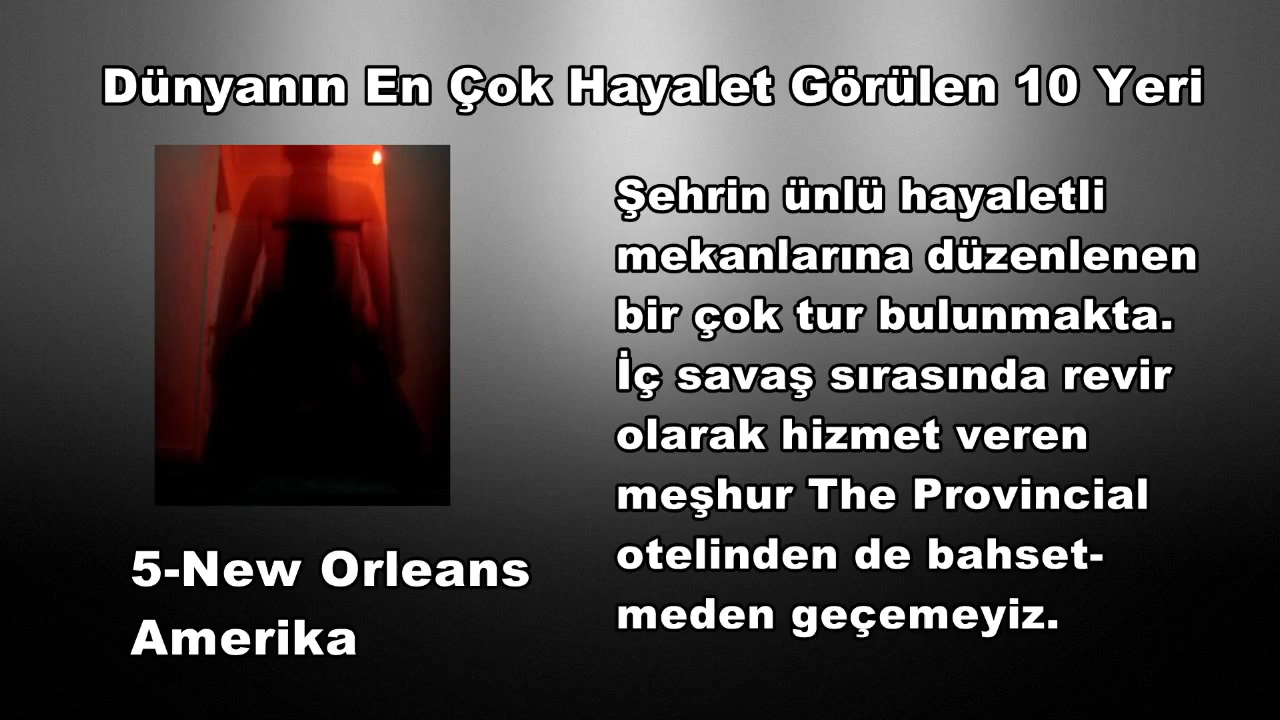 Dünyanın En Çok Hayalet Görülen 10 Yeri
Şehrin ünlü hayaletli
mekanlarına düzenlenen
bir çok tur bulunmakta.
İç savaş sırasında revir
olarak hizmet veren
meşhur The Provincial
otelinden de bahset-
meden geçemeyiz.
5-New Orleans
Amerika